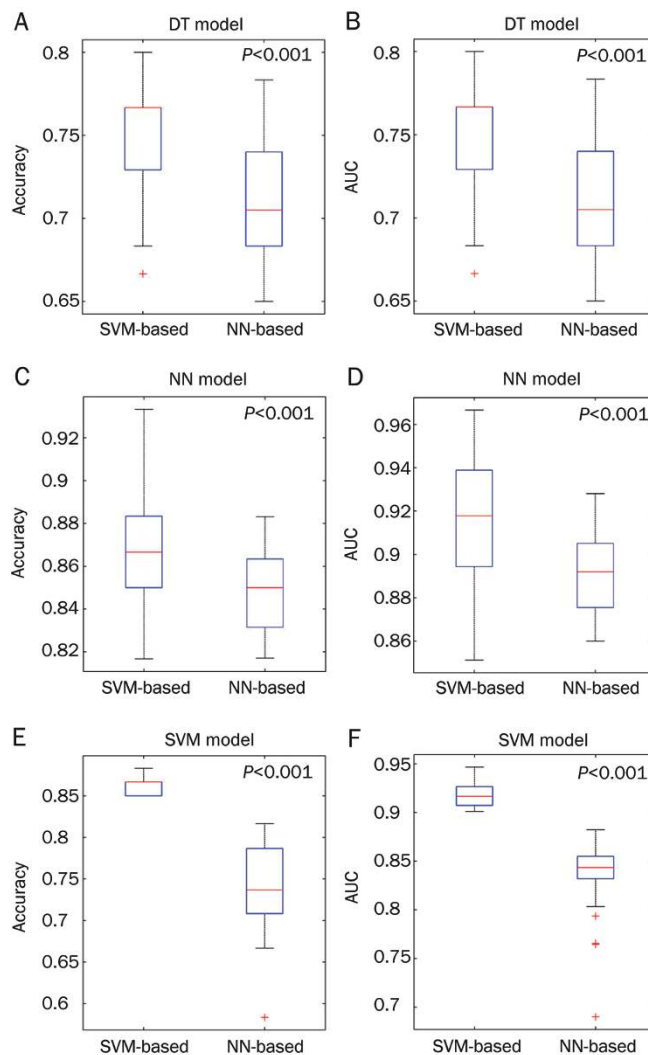 A
DT model
P<0.001
0.8
0.75
0.7
0.65
Accuracy
SVM-based NN-based
B
DT model
P<0.001
0.8
0.75
0.7
0.65
AUC
SVM-based NN-based
C
NN model
P<0.001
0.92
0.9
0.88
0.86
0.84
0.82
Accuracy
SVM-based NN-based
D
NN model
P<0.001
0.96
0.94
0.92
0.9
0.88
0.86
AUC
SVM-based NN-based
E
SVM model
P<0.001
0.85
0.8
0.75
0.7
0.65
0.6
Accuracy
SVM-based NN-based
F
SVM model
P<0.001
0.95
0.9
0.85
0.8
0.75
0.7
AUC
SVM-based NN-based